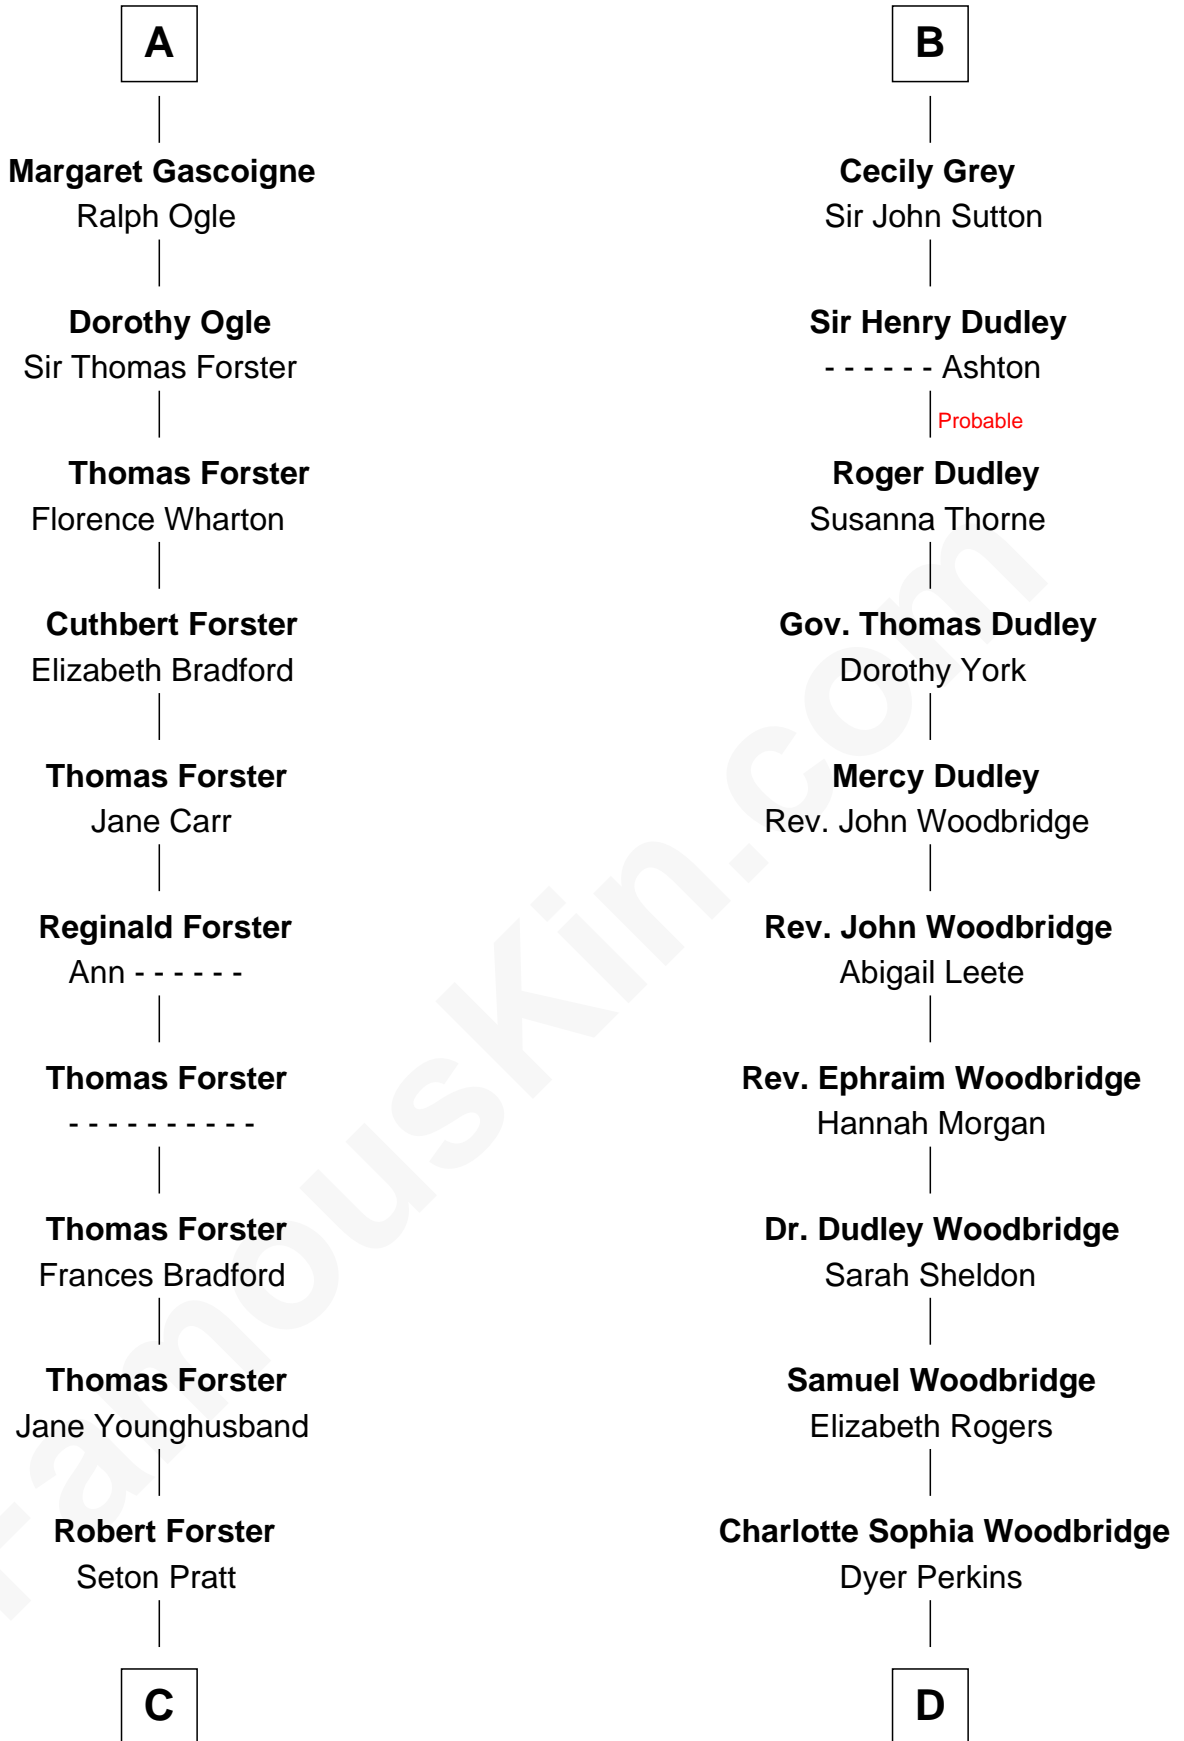 A
Margaret Gascoigne
Ralph Ogle
Dorothy Ogle
Sir Thomas Forster
Thomas Forster
Florence Wharton
Cuthbert Forster
Elizabeth Bradford
Thomas Forster
Jane Carr
Reginald Forster
Ann - - - - - -
Thomas Forster
- - - - - - - - - -
Thomas Forster
Frances Bradford
Thomas Forster
Jane Younghusband
Robert Forster
Seton Pratt
C
B
Cecily Grey
Sir John Sutton
Sir Henry Dudley
- - - - - - Ashton
Probable
Roger Dudley
Susanna Thorne
Gov. Thomas Dudley
Dorothy York
Mercy Dudley
Rev. John Woodbridge
Rev. John Woodbridge
Abigail Leete
Rev. Ephraim Woodbridge
Hannah Morgan
Dr. Dudley Woodbridge
Sarah Sheldon
Samuel Woodbridge
Elizabeth Rogers
Charlotte Sophia Woodbridge
Dyer Perkins
D
FamousKin.com